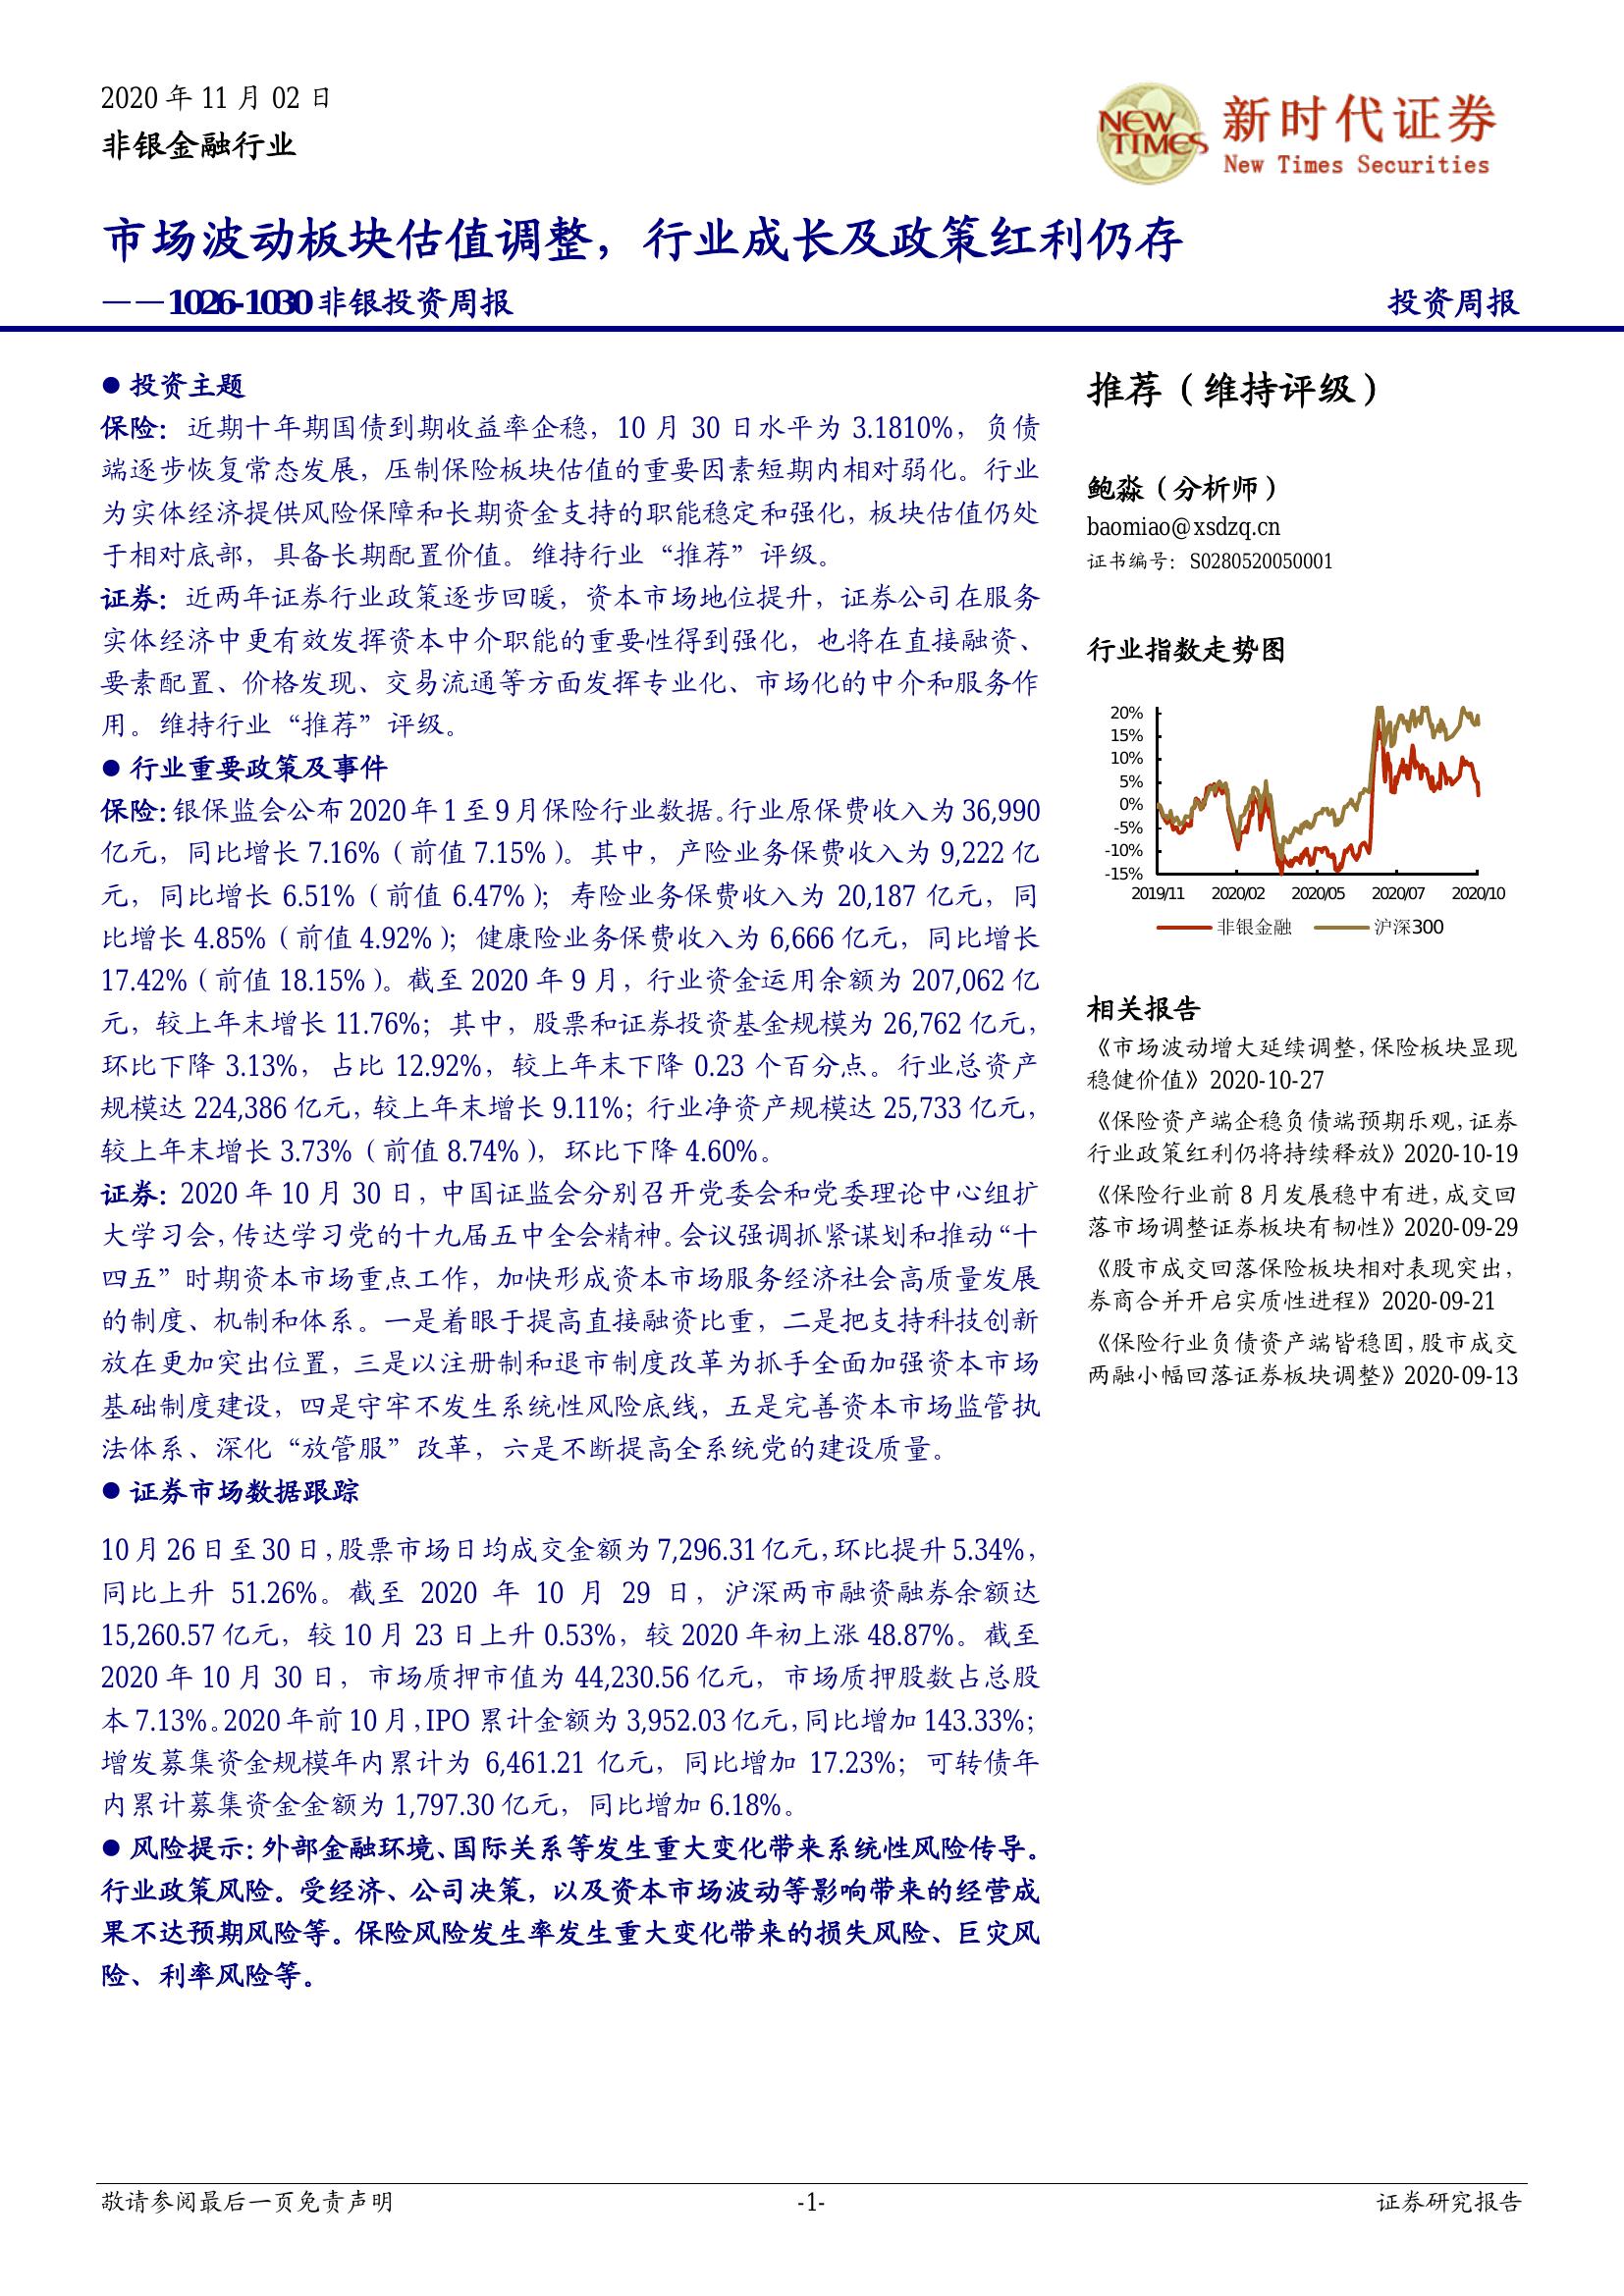 2020 年 11 月 02 日
非银金融行业
NEW TIMES
新时代证券
New Times Securities
市场波动板块估值调整，行业成长及政策红利仍存
——1026-1030 非银投资周报
投资周报
● 投资主题
保险：近期十年期国债到期收益率企稳，10 月 30 日水平为 3.1810%，负债
端逐步恢复常态发展，压制保险板块估值的重要因素短期内相对弱化。行业
为实体经济提供风险保障和长期资金支持的职能稳定和强化，板块估值仍处
于相对底部，具备长期配置价值。维持行业“推荐”评级。
证券：近两年证券行业政策逐步回暖，资本市场地位提升，证券公司在服务
实体经济中更有效发挥资本中介职能的重要性得到强化，也将在直接融资、
要素配置、价格发现、交易流通等方面发挥专业化、市场化的中介和服务作
用。维持行业“推荐”评级。
● 行业重要政策及事件
保险：银保监会公布 2020 年 1 至 9 月保险行业数据。行业原保费收入为 36,990
亿元，同比增长 7.16%（前值 7.15%）。其中，产险业务保费收入为 9,222 亿
元，同比增长 6.51%（前值 6.47%）；寿险业务保费收入为 20,187 亿元，同
比增长 4.85%（前值 4.92%）；健康险业务保费收入为 6,666 亿元，同比增长
17.42%（前值 18.15%）。截至 2020 年 9 月，行业资金运用余额为 207,062 亿
元，较上年末增长 11.76%；其中，股票和证券投资基金规模为 26,762 亿元，
环比下降 3.13%，占比 12.92%，较上年末下降 0.23 个百分点。行业总资产
规模达 224,386 亿元，较上年末增长 9.11%；行业净资产规模达 25,733 亿元，
较上年末增长 3.73%（前值 8.74%），环比下降 4.60%。
证券：2020 年 10 月 30 日，中国证监会分别召开党委会和党委理论中心组扩
大学习会，传达学习党的十九届五中全会精神。会议强调抓紧谋划和推动“十
四五”时期资本市场重点工作，加快形成资本市场服务经济社会高质量发展
的制度、机制和体系。一是着眼于提高直接融资比重，二是把支持科技创新
放在更加突出位置，三是以注册制和退市制度改革为抓手全面加强资本市场
基础制度建设，四是守牢不发生系统性风险底线，五是完善资本市场监管执
法体系、深化“放管服”改革，六是不断提高全系统党的建设质量。
● 证券市场数据跟踪
10 月 26 日至 30 日，股票市场日均成交金额为 7,296.31 亿元，环比提升 5.34%，
同比上升 51.26%。截至 2020 年 10 月 29 日，沪深两市融资融券余额达
15,260.57 亿元，较 10 月 23 日上升 0.53%，较 2020 年初上涨 48.87%。截至
2020 年 10 月 30 日，市场质押市值为 44,230.56 亿元，市场质押股数占总股
本 7.13%。2020 年前 10 月，IPO 累计金额为 3,952.03 亿元，同比增加 143.33%；
增发募集资金规模年内累计为 6,461.21 亿元，同比增加 17.23%；可转债年
内累计募集资金金额为 1,797.30 亿元，同比增加 6.18%。
● 风险提示：外部金融环境、国际关系等发生重大变化带来系统性风险传导。
行业政策风险。受经济、公司决策，以及资本市场波动等影响带来的经营成
果不达预期风险等。保险风险发生率发生重大变化带来的损失风险、巨灾风
险、利率风险等。
推荐（维持评级）
鲍淼（分析师）
baomiao@xsdzq.cn
证书编号：S0280520050001
行业指数走势图
20%
15%
10%
5%
0%
-5%
-10%
-15%
2019/11 2020/02 2020/05 2020/07 2020/10
非银金融 沪深300
相关报告
《市场波动增大延续调整，保险板块显现
稳健价值》2020-10-27
《保险资产端企稳负债端预期乐观，证券
行业政策红利仍将持续释放》2020-10-19
《保险行业前 8 月发展稳中有进，成交回
落市场调整证券板块有韧性》2020-09-29
《股市成交回落保险板块相对表现突出，
券商合并开启实质性进程》2020-09-21
《保险行业负债资产端皆稳固，股市成交
两融小幅回落证券板块调整》2020-09-13
敬请参阅最后一页免责声明
-1-
证券研究报告